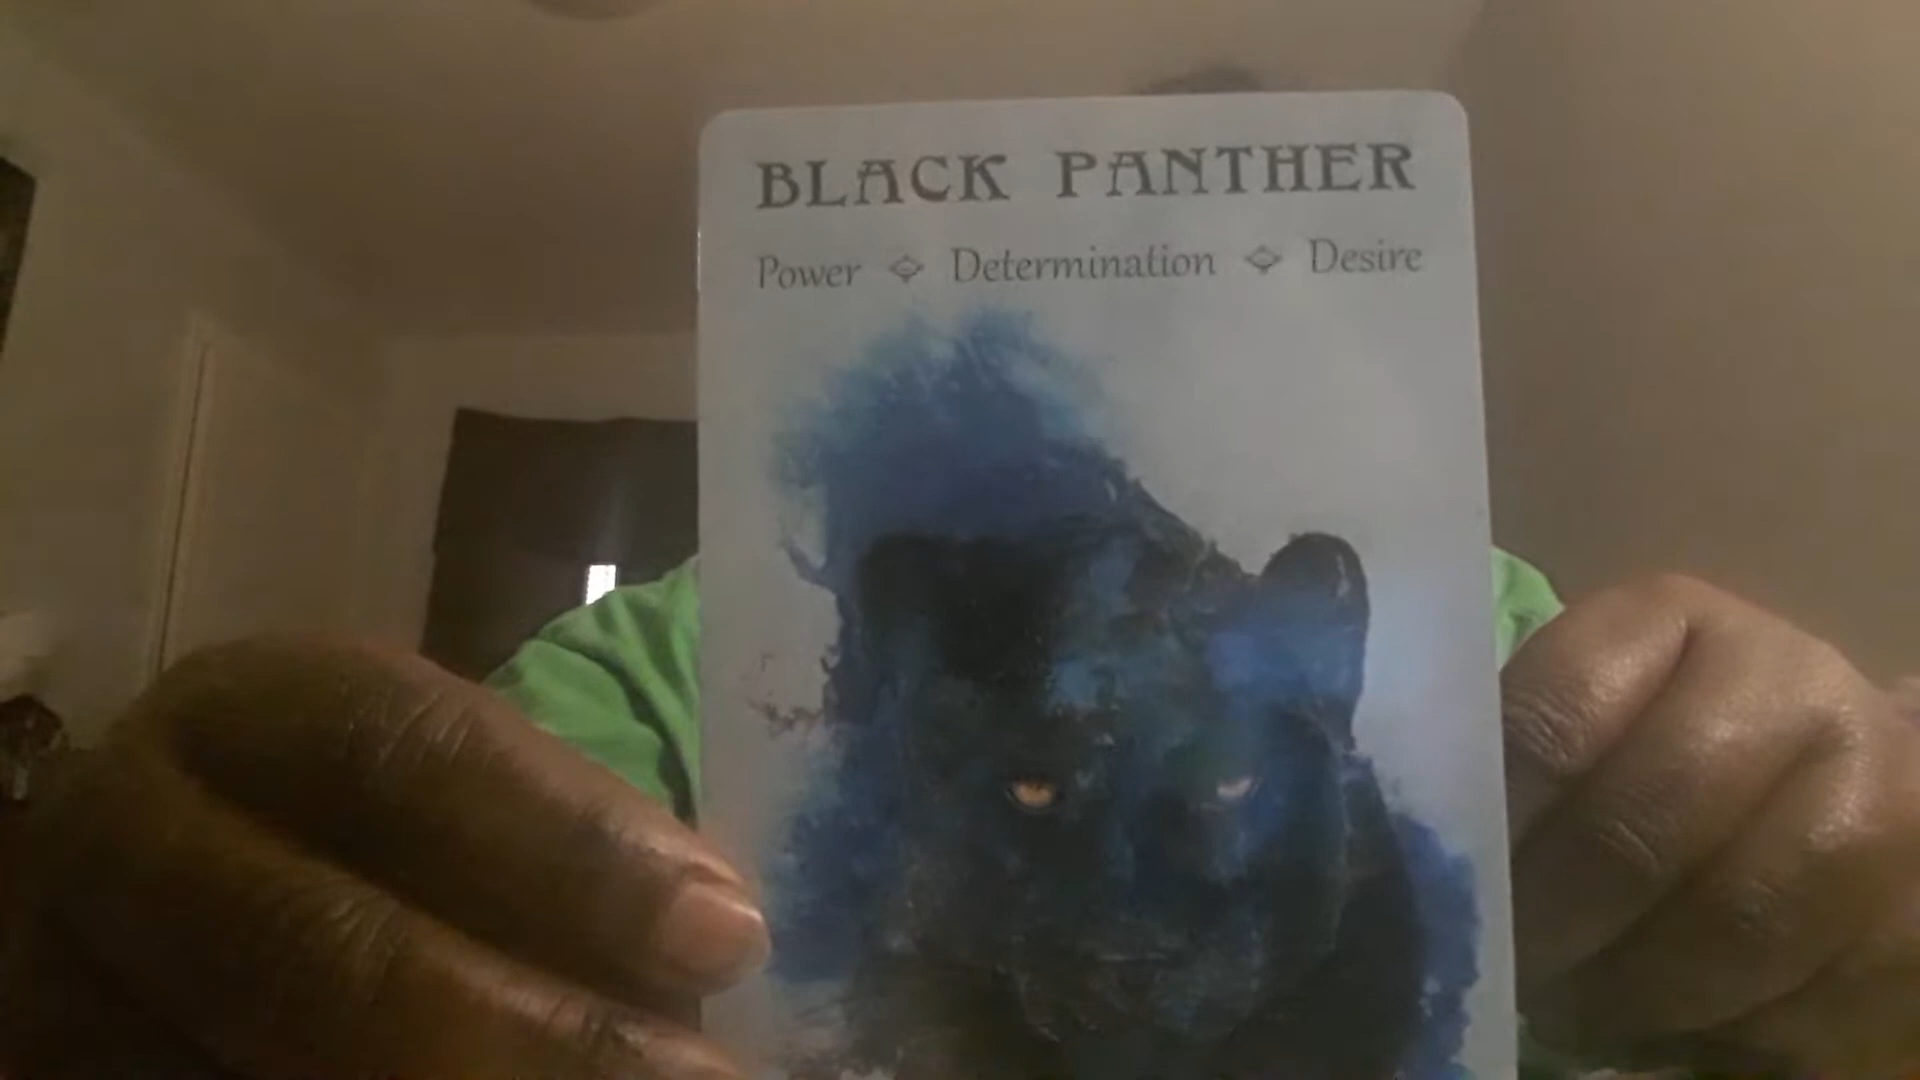 BLACK PANTHER
Power ⟐ Determination ⟐ Desire